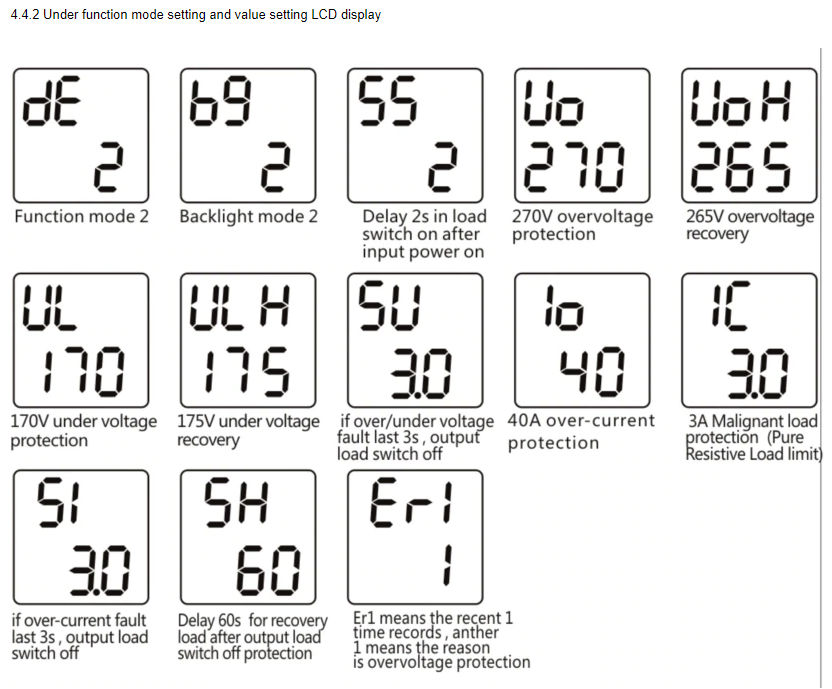 4.4.2 Under function mode setting and value setting LCD display
dE b9 SS Uo UoH
2 2 2 270 265
Function mode 2 Backlight mode 2 Delay 2s in load 270V overvoltage 265V overvoltage
switch on after protection recovery
input power on
UL UL H SU Io IC
170 175 3.0 40 3.0
170V under voltage 175V under voltage if over/under voltage 40A over-current 3A Malignant load
protection recovery fault last 3s , output protection protection (Pure
load switch off Resistive Load limit)
SI SH Er1
3.0 60 1
if over-current fault Delay 60s for recovery Er1 means the recent 1
last 3s , output load load after output load time records , anther
switch off switch off protection 1 means the reason
is overvoltage protection